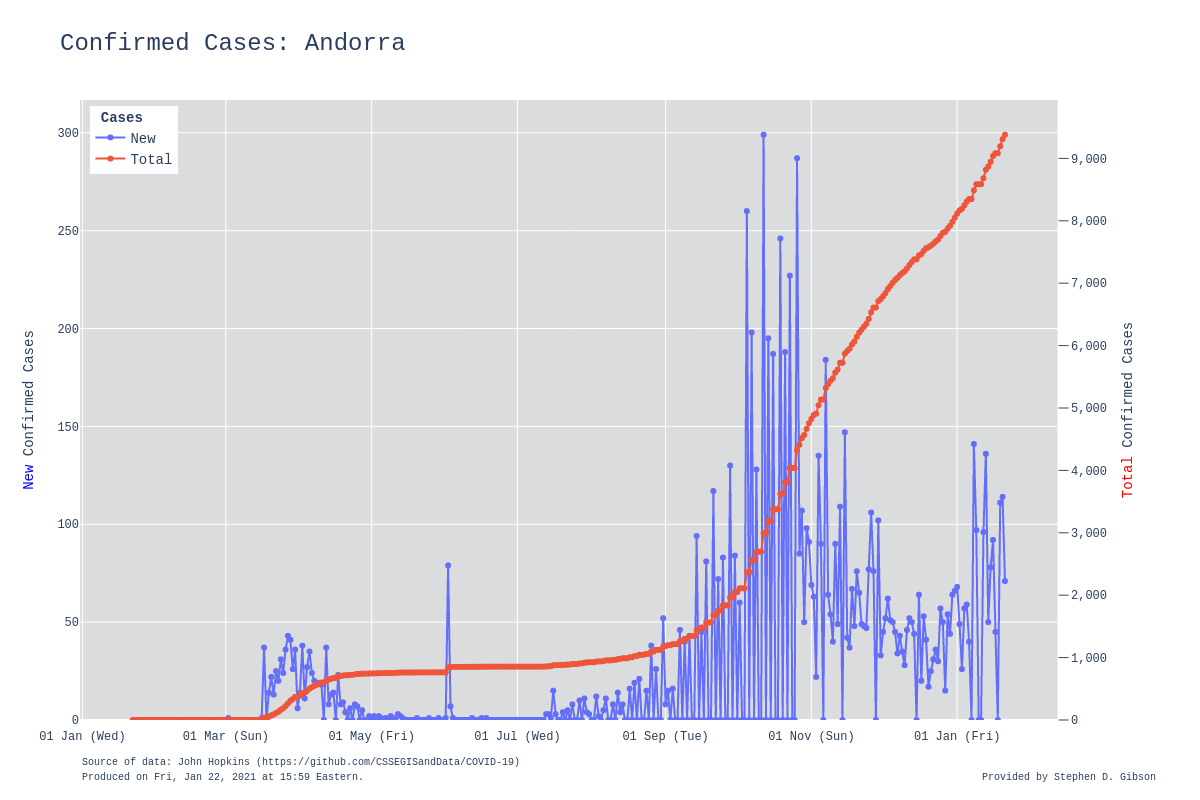 Confirmed Cases: Andorra
Cases
New
Total
300
250
200
150
100
50
0
9,000
8,000
7,000
6,000
5,000
4,000
3,000
2,000
1,000
0
New Confirmed Cases
Total Confirmed Cases
01 Jan (Wed) 01 Mar (Sun) 01 May (Fri) 01 Jul (Wed) 01 Sep (Tue) 01 Nov (Sun) 01 Jan (Fri)
Source of data: John Hopkins (https://github.com/CSSEGISandData/COVID-19)
Produced on Fri, Jan 22, 2021 at 15:59 Eastern.
Provided by Stephen D. Gibson